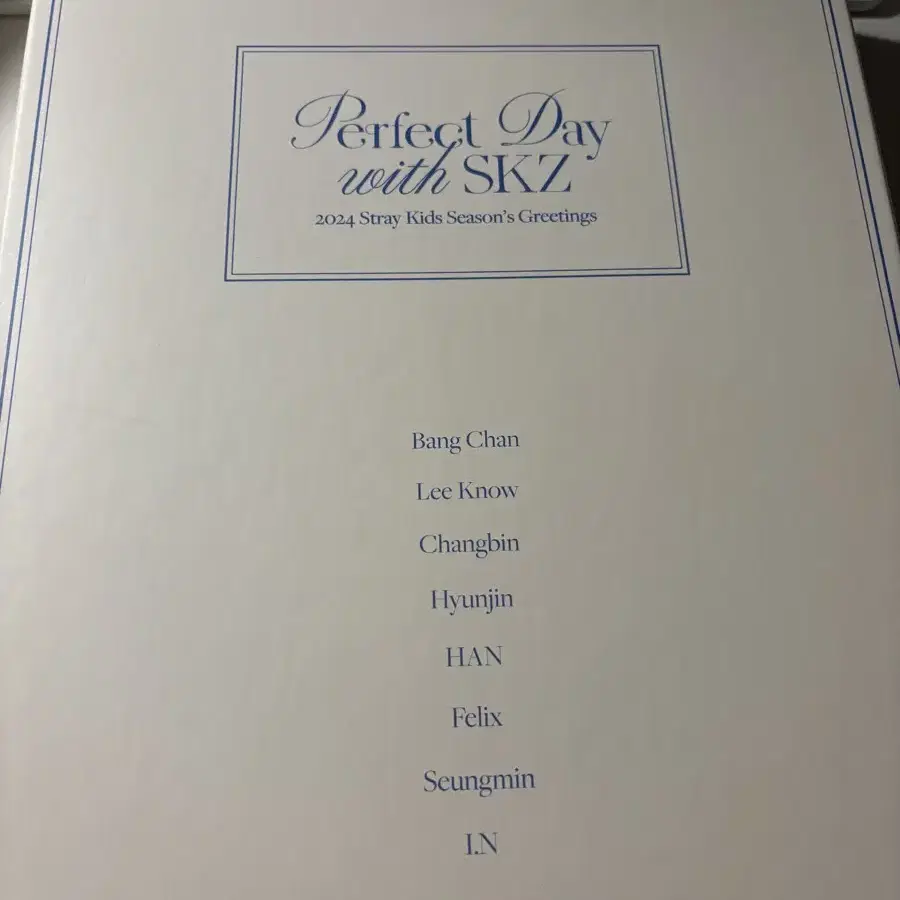 Perfect Day
with SKZ
2024 Stray Kids Season's Greetings
Bang Chan
Lee Know
Changbin
Hyunjin
HAN
Felix
Seungmin
I.N